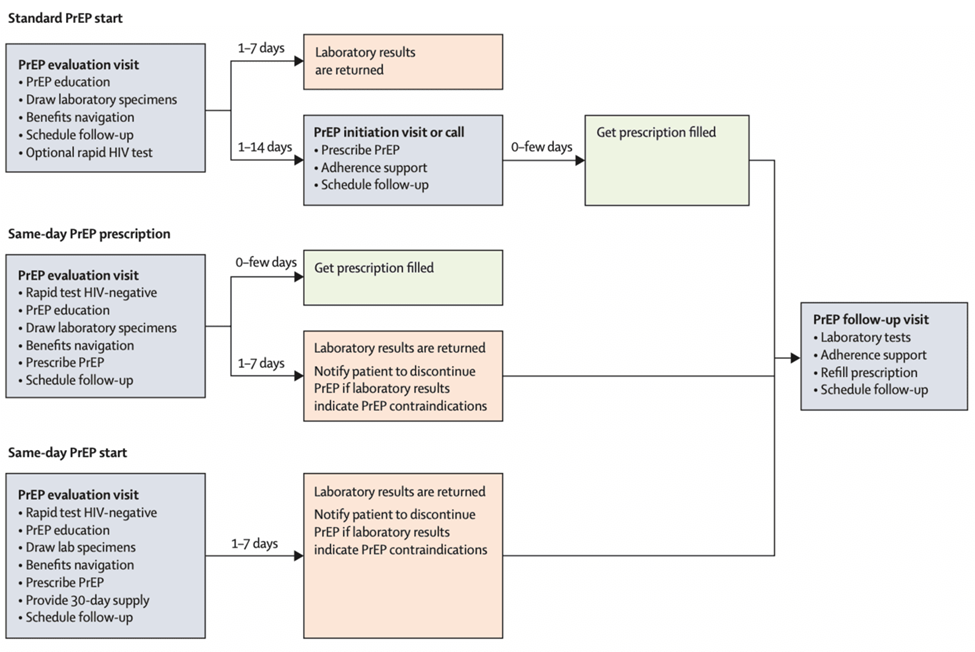 Standard PrEP start
PrEP evaluation visit
• PrEP education
• Draw laboratory specimens
• Benefits navigation
• Schedule follow-up
• Optional rapid HIV test
1–7 days
Laboratory results
are returned
1–14 days
PrEP initiation visit or call
• Prescribe PrEP
• Adherence support
• Schedule follow-up
0–few days
Get prescription filled
Same-day PrEP prescription
PrEP evaluation visit
• Rapid test HIV-negative
• PrEP education
• Draw laboratory specimens
• Benefits navigation
• Prescribe PrEP
• Schedule follow-up
0–few days
Get prescription filled
1–7 days
Laboratory results are returned
Notify patient to discontinue
PrEP if laboratory results
indicate PrEP contraindications
PrEP follow-up visit
• Laboratory tests
• Adherence support
• Refill prescription
• Schedule follow-up
Same-day PrEP start
PrEP evaluation visit
• Rapid test HIV-negative
• PrEP education
• Draw lab specimens
• Benefits navigation
• Prescribe PrEP
• Provide 30-day supply
• Schedule follow-up
1–7 days
Laboratory results are returned
Notify patient to discontinue
PrEP if laboratory results
indicate PrEP contraindications